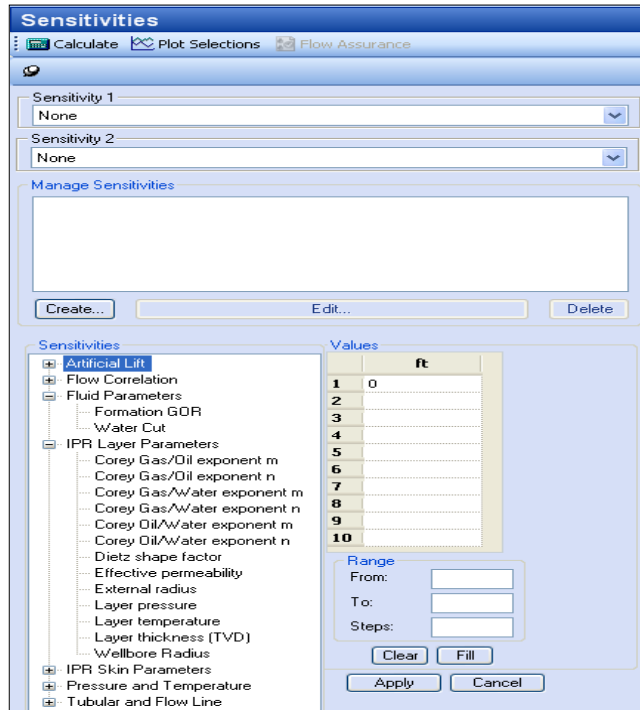 Sensitivities
Calculate Plot Selections Flow Assurance
Sensitivity 1
None
Sensitivity 2
None
Manage Sensitivities
Create... Edit... Delete
Sensitivities
Artificial Lift
Flow Correlation
Fluid Parameters
Formation GOR
Water Cut
IPR Layer Parameters
Corey Gas/Oil exponent m
Corey Gas/Oil exponent n
Corey Gas/Water exponent m
Corey Gas/Water exponent n
Corey Oil/Water exponent m
Corey Oil/Water exponent n
Dietz shape factor
Effective permeability
External radius
Layer pressure
Layer temperature
Layer thickness (TVD)
Wellbore Radius
IPR Skin Parameters
Pressure and Temperature
Tubular and Flow Line
Values
ft
1 0
2
3
4
5
6
7
8
9
10
Range
From:
To:
Steps:
Clear Fill
Apply Cancel